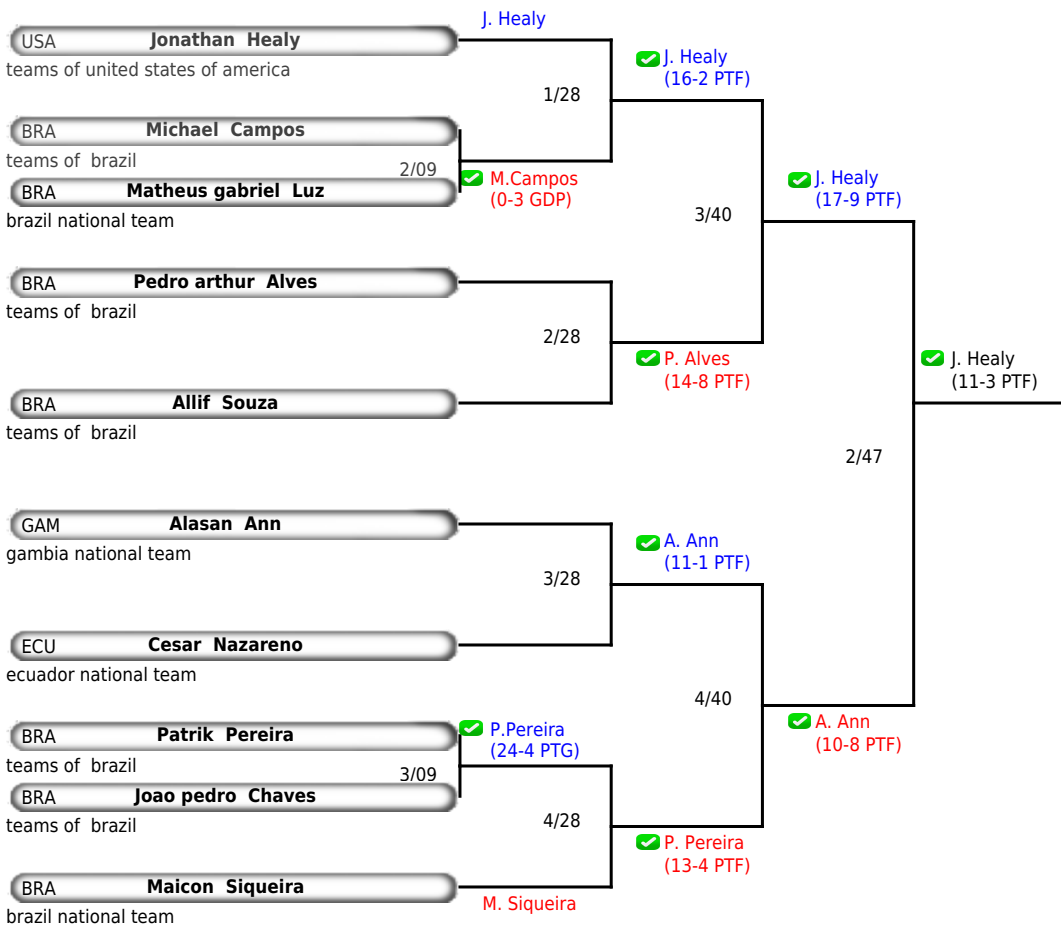 J. Healy
USA Jonathan Healy
teams of united states of america
J. Healy
(16-2 PTF)
1/28
BRA Michael Campos
teams of brazil
2/09
BRA Matheus gabriel Luz
brazil national team
M.Campos
(0-3 GDP)
J. Healy
(17-9 PTF)
3/40
BRA Pedro arthur Alves
teams of brazil
2/28
P. Alves
(14-8 PTF)
J. Healy
(11-3 PTF)
BRA Allif Souza
teams of brazil
2/47
GAM Alasan Ann
gambia national team
A. Ann
(11-1 PTF)
3/28
ECU Cesar Nazareno
ecuador national team
4/40
A. Ann
(10-8 PTF)
BRA Patrik Pereira
teams of brazil
P.Pereira
(24-4 PTG)
3/09
BRA Joao pedro Chaves
teams of brazil
4/28
P. Pereira
(13-4 PTF)
BRA Maicon Siqueira
brazil national team
M. Siqueira